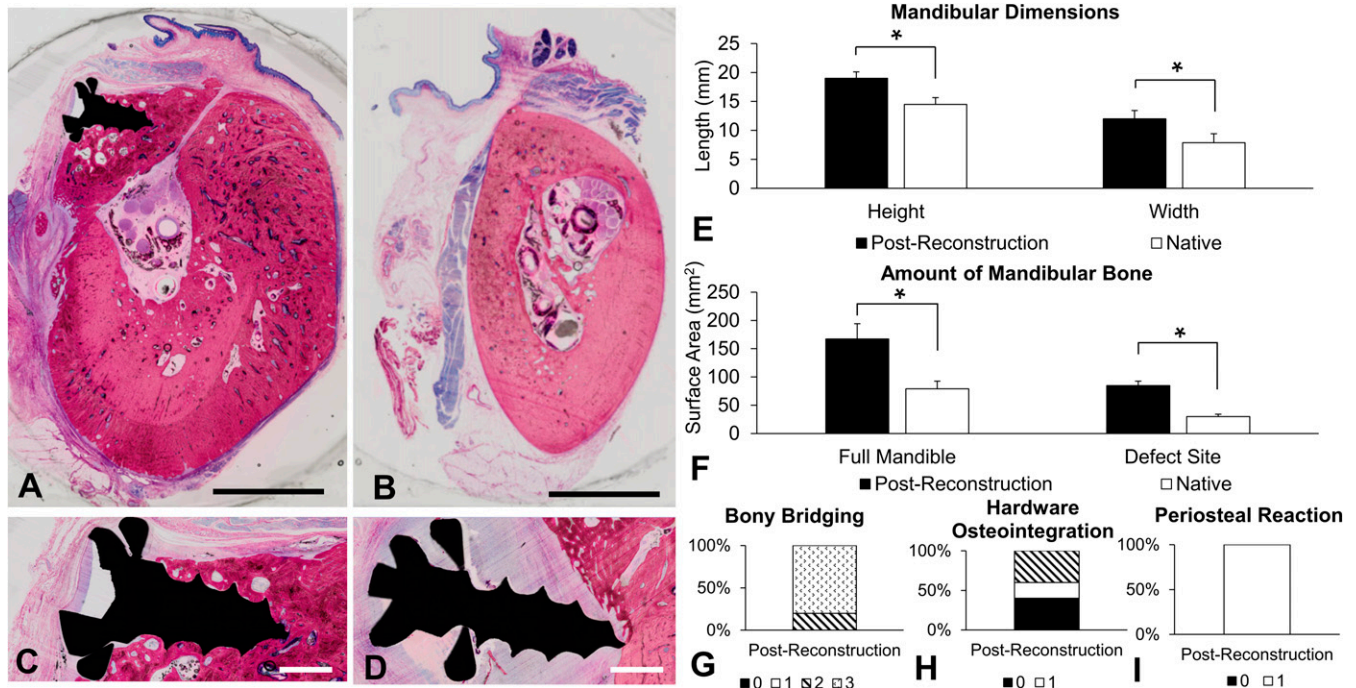 A
B
C
D
Mandibular Dimensions
Length (mm)
25
20
15
10
5
0
*
*
Height Width
E
■Post-Reconstruction □Native
Amount of Mandibular Bone
Surface Area (mm²)
250
200
150
100
50
0
*
*
Full Mandible Defect Site
F
■Post-Reconstruction □Native
Bony Bridging
100%
50%
0%
Post-Reconstruction
G
0 1 2 3
Hardware
Osteointegration
100%
50%
0%
Post-Reconstruction
H
0 1
Periosteal Reaction
100%
50%
0%
Post-Reconstruction
I
0 1